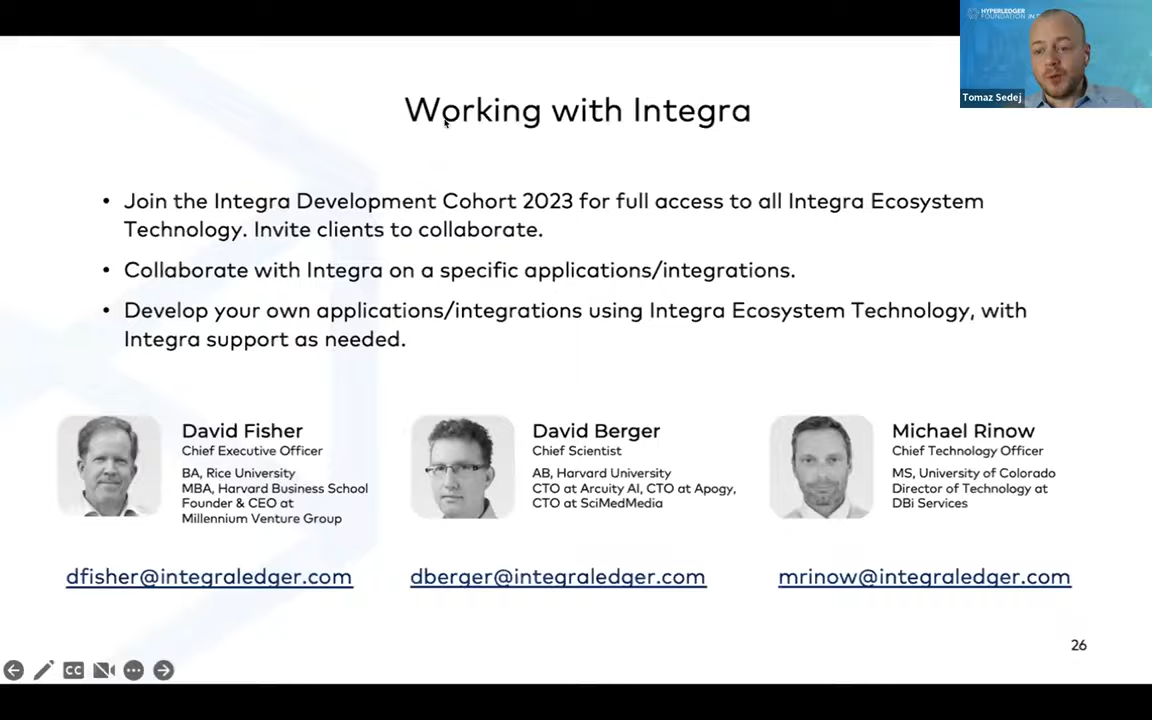 HYPERLEDGER
FOUNDATION
Tomaz Sedej
Working with Integra
• Join the Integra Development Cohort 2023 for full access to all Integra Ecosystem
Technology. Invite clients to collaborate.
• Collaborate with Integra on a specific applications/integrations.
• Develop your own applications/integrations using Integra Ecosystem Technology, with
Integra support as needed.
David Fisher
Chief Executive Officer
BA, Rice University
MBA, Harvard Business School
Founder & CEO at
Millennium Venture Group
dfisher@integraledger.com
David Berger
Chief Scientist
AB, Harvard University
CTO at Arcuity AI, CTO at Apogy,
CTO at SciMedMedia
dberger@integraledger.com
Michael Rinow
Chief Technology Officer
MS, University of Colorado
Director of Technology at
DBi Services
mrinow@integraledger.com
26
CC